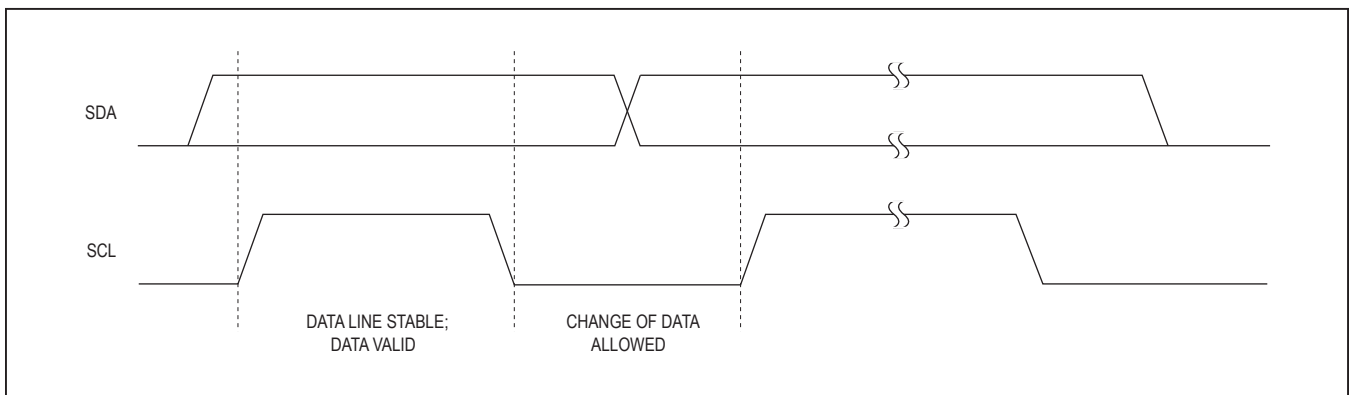 SDA
SCL
DATA LINE STABLE;
DATA VALID
CHANGE OF DATA
ALLOWED